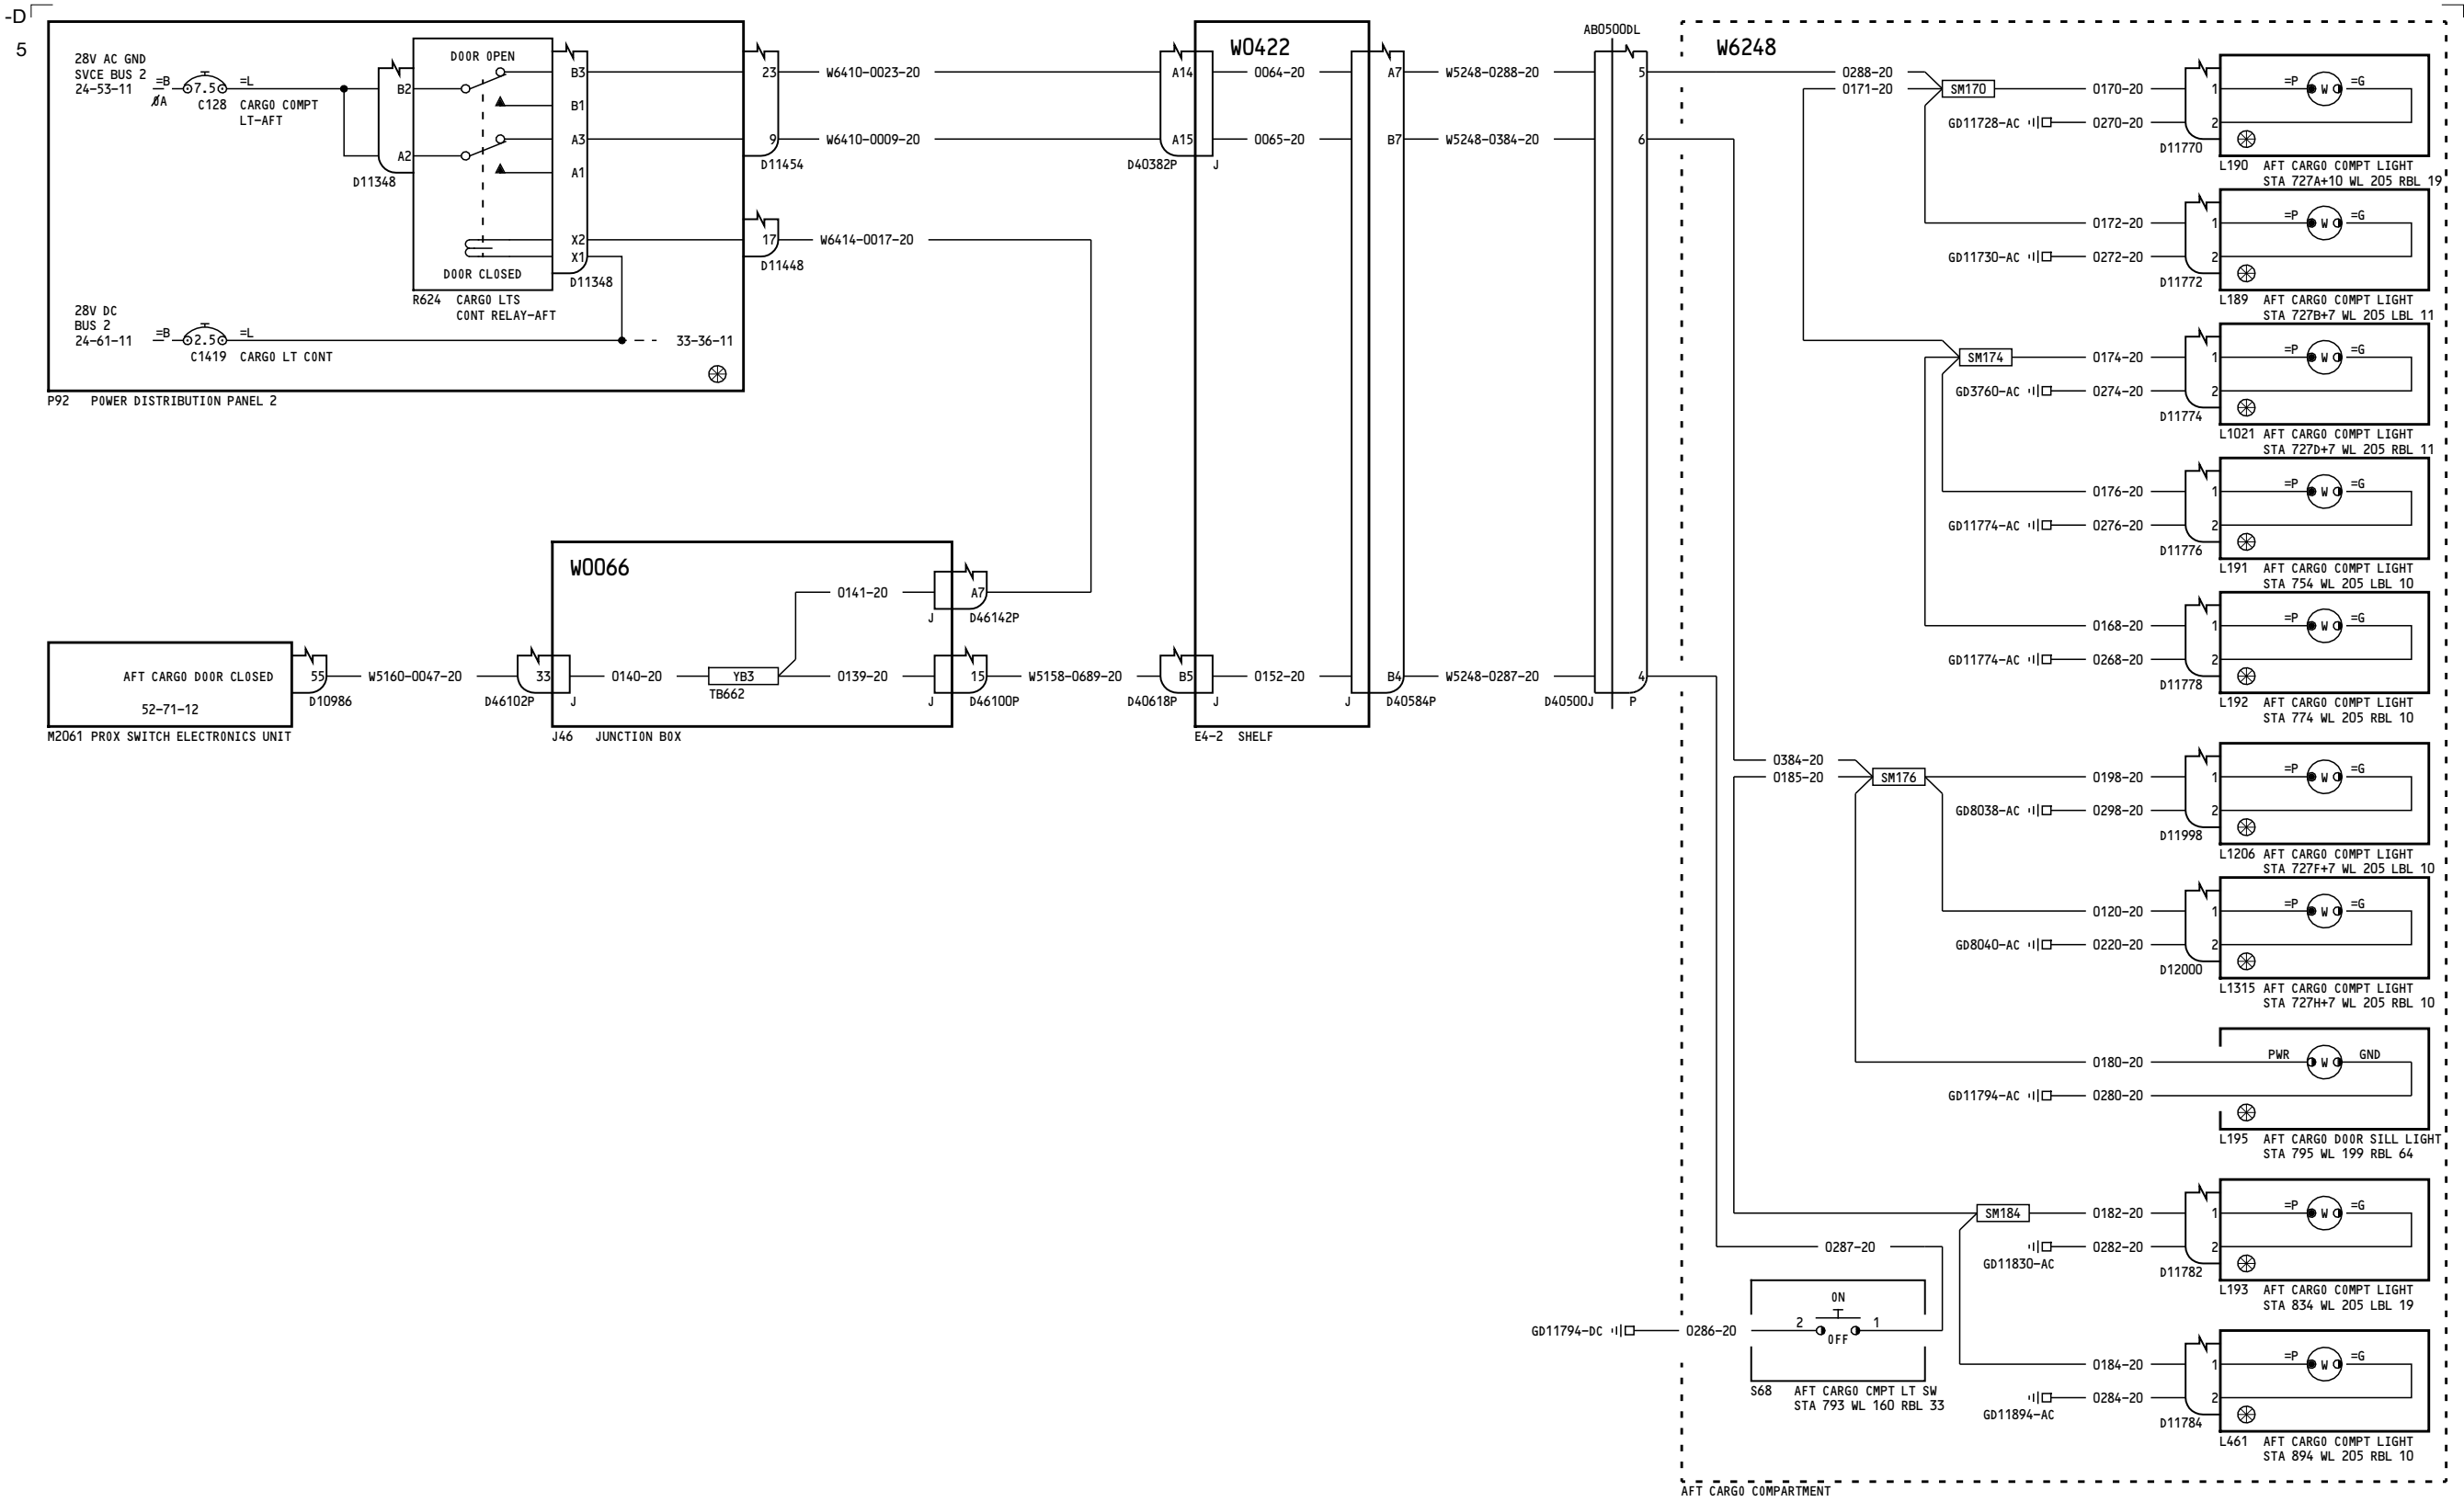 -D
5
28V AC GND
SVCE BUS 2
24-53-11
=B
ØA
7.5
C128
=L
CARGO COMPT
LT-AFT
B2
A2
D11348
DOOR OPEN
DOOR CLOSED
B3
B1
A3
A1
X2
X1
D11348
R624 CARGO LTS
CONT RELAY-AFT
28V DC
BUS 2
24-61-11
=B
2.5
C1419
=L
CARGO LT CONT
33-36-11
P92 POWER DISTRIBUTION PANEL 2
23
W6410-0023-20
9
W6410-0009-20
D11454
17
W6414-0017-20
D11448
AFT CARGO DOOR CLOSED
52-71-12
M2061 PROX SWITCH ELECTRONICS UNIT
55
D10986
W5160-0047-20
33
D46102P
J
W0066
0140-20
YB3
TB662
0141-20
0139-20
A7
J
D46142P
15
J
D46100P
J46 JUNCTION BOX
W5158-0689-20
B5
D40618P
J
A14
A15
D40382P
J
W0422
0064-20
0065-20
0152-20
A7
B7
B4
J
D40584P
E4-2 SHELF
W5248-0288-20
W5248-0384-20
W5248-0287-20
AB0500DL
5
6
4
D40500J
P
W6248
0288-20
0171-20
SM170
0170-20
GD11728-AC
0270-20
D11770
1
2
=P
W
=G
L190 AFT CARGO COMPT LIGHT
STA 727A+10 WL 205 RBL 19
0172-20
GD11730-AC
0272-20
D11772
1
2
=P
W
=G
L189 AFT CARGO COMPT LIGHT
STA 727B+7 WL 205 LBL 11
SM174
0174-20
GD3760-AC
0274-20
D11774
1
2
=P
W
=G
L1021 AFT CARGO COMPT LIGHT
STA 727D+7 WL 205 RBL 11
0176-20
GD11774-AC
0276-20
D11776
1
2
=P
W
=G
L191 AFT CARGO COMPT LIGHT
STA 754 WL 205 LBL 10
0168-20
GD11774-AC
0268-20
D11778
1
2
=P
W
=G
L192 AFT CARGO COMPT LIGHT
STA 774 WL 205 RBL 10
0384-20
0185-20
SM176
0198-20
GD8038-AC
0298-20
D11998
1
2
=P
W
=G
L1206 AFT CARGO COMPT LIGHT
STA 727F+7 WL 205 LBL 10
0120-20
GD8040-AC
0220-20
D12000
1
2
=P
W
=G
L1315 AFT CARGO COMPT LIGHT
STA 727H+7 WL 205 RBL 10
0180-20
GD11794-AC
0280-20
PWR
W
GND
L195 AFT CARGO DOOR SILL LIGHT
STA 795 WL 199 RBL 64
SM184
0182-20
0282-20
GD11830-AC
D11782
1
2
=P
W
=G
L193 AFT CARGO COMPT LIGHT
STA 834 WL 205 LBL 19
0287-20
GD11794-DC
0286-20
ON
2
1
OFF
S68 AFT CARGO CMPT LT SW
STA 793 WL 160 RBL 33
0184-20
0284-20
GD11894-AC
D11784
1
2
=P
W
=G
L461 AFT CARGO COMPT LIGHT
STA 894 WL 205 RBL 10
AFT CARGO COMPARTMENT